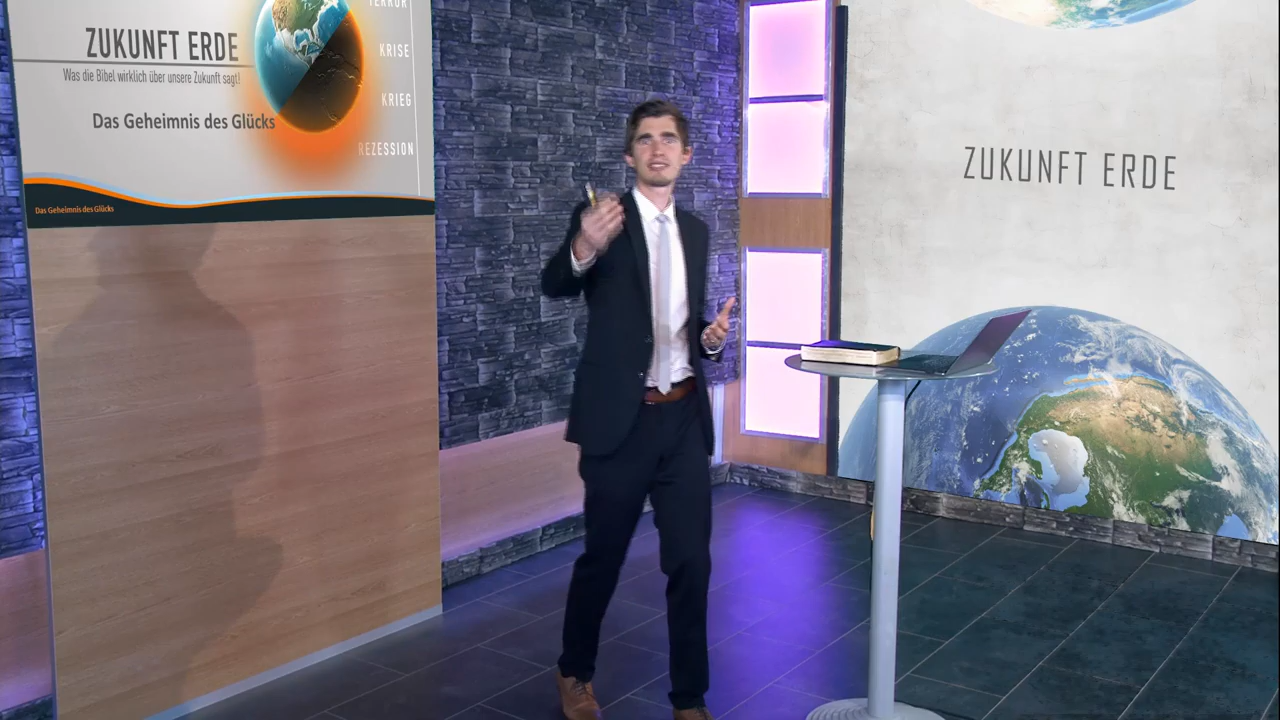 TERROR
ZUKUNFT ERDE
Was die Bibel wirklich über unsere Zukunft sagt!
KRISE
KRIEG
Das Geheimnis des Glücks
REZESSION
Das Geheimnis des Glücks
ZUKUNFT ERDE